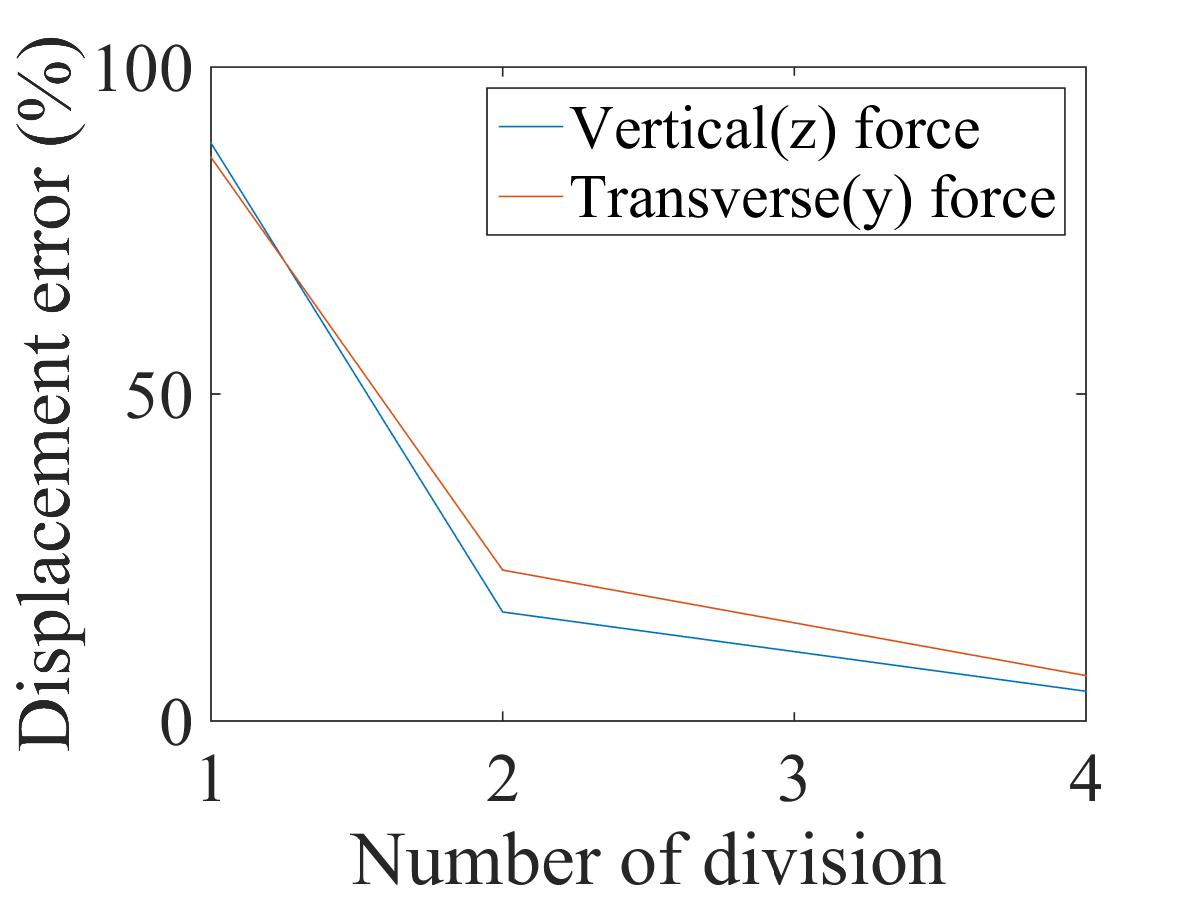 Displacement error (%)
100
50
0
Vertical(z) force
Transverse(y) force
1 2 3 4
Number of division